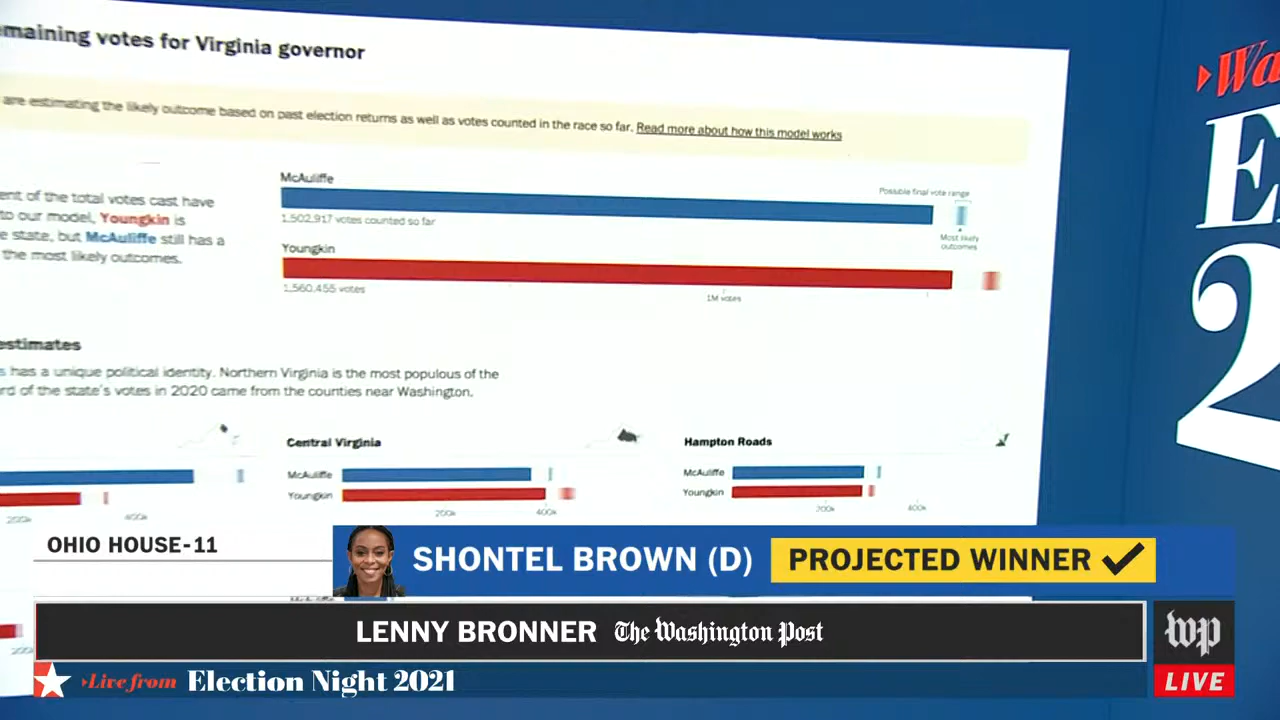 emaining votes for Virginia governor
are estimating the likely outcome based on past election returns as well as votes counted in the race so far. Read more about how this model works
ent of the total votes cast have
to our model, Youngkin is
e state, but McAuliffe still has a
the most likely outcomes.
McAuliffe
1,502,917 votes counted so far
Possible final vote range
Most likely
outcomes
Youngkin
1,560,455 votes
1M votes
estimates
s has a unique political identity. Northern Virginia is the most populous of the
rd of the state's votes in 2020 came from the counties near Washington.
200k 400k
Central Virginia
McAuliffe
Youngkin
200k 400k
Hampton Roads
McAuliffe
Youngkin
200k 400k
Wa
E
2
OHIO HOUSE-11
SHONTEL BROWN (D) PROJECTED WINNER
LENNY BRONNER The Washington Post
wp
LIVE
Live from Election Night 2021